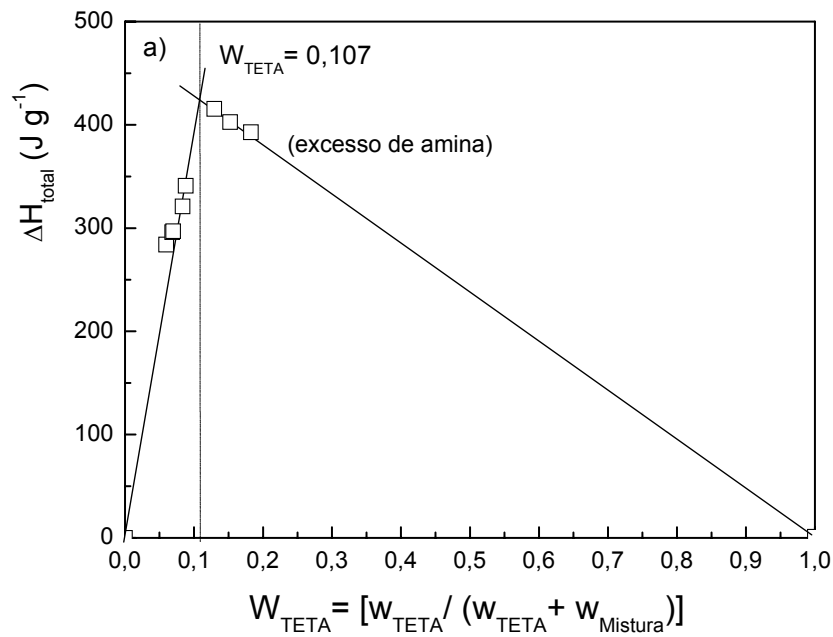 a)
W_TETA = 0,107
(excesso de amina)
500
400
300
200
100
0
ΔH_total (J g⁻¹)
0,0 0,1 0,2 0,3 0,4 0,5 0,6 0,7 0,8 0,9 1,0
W_TETA = [w_TETA / (w_TETA + w_Mistura)]